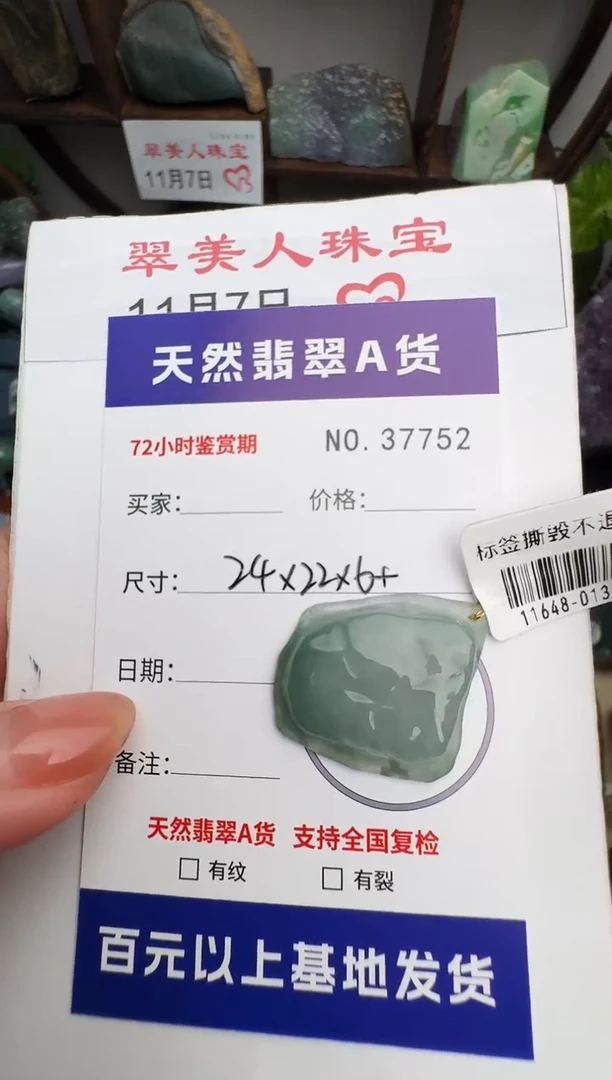 翠美人珠宝
11月7日
翠美人珠宝
11月7日
天然翡翠A货
72小时鉴赏期 NO. 37752
买家: 价格:
标签撕毁不退
尺寸: 24×22×6+
11648-013
日期:
备注:
天然翡翠A货 支持全国复检
有纹 有裂
百元以上基地发货